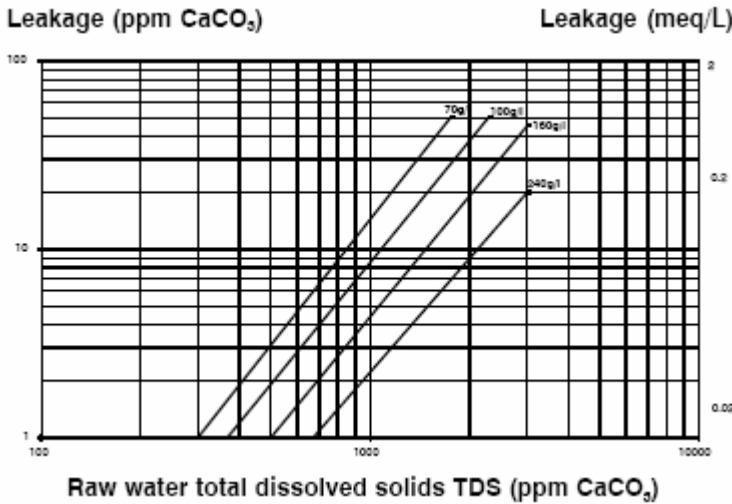 Leakage (ppm CaCO₃) Leakage (meq/L)
100 2
70g/l 100g/l 160g/l
240g/l 0.2
10
0.02
1
100 1000 10000
Raw water total dissolved solids TDS (ppm CaCO₃)